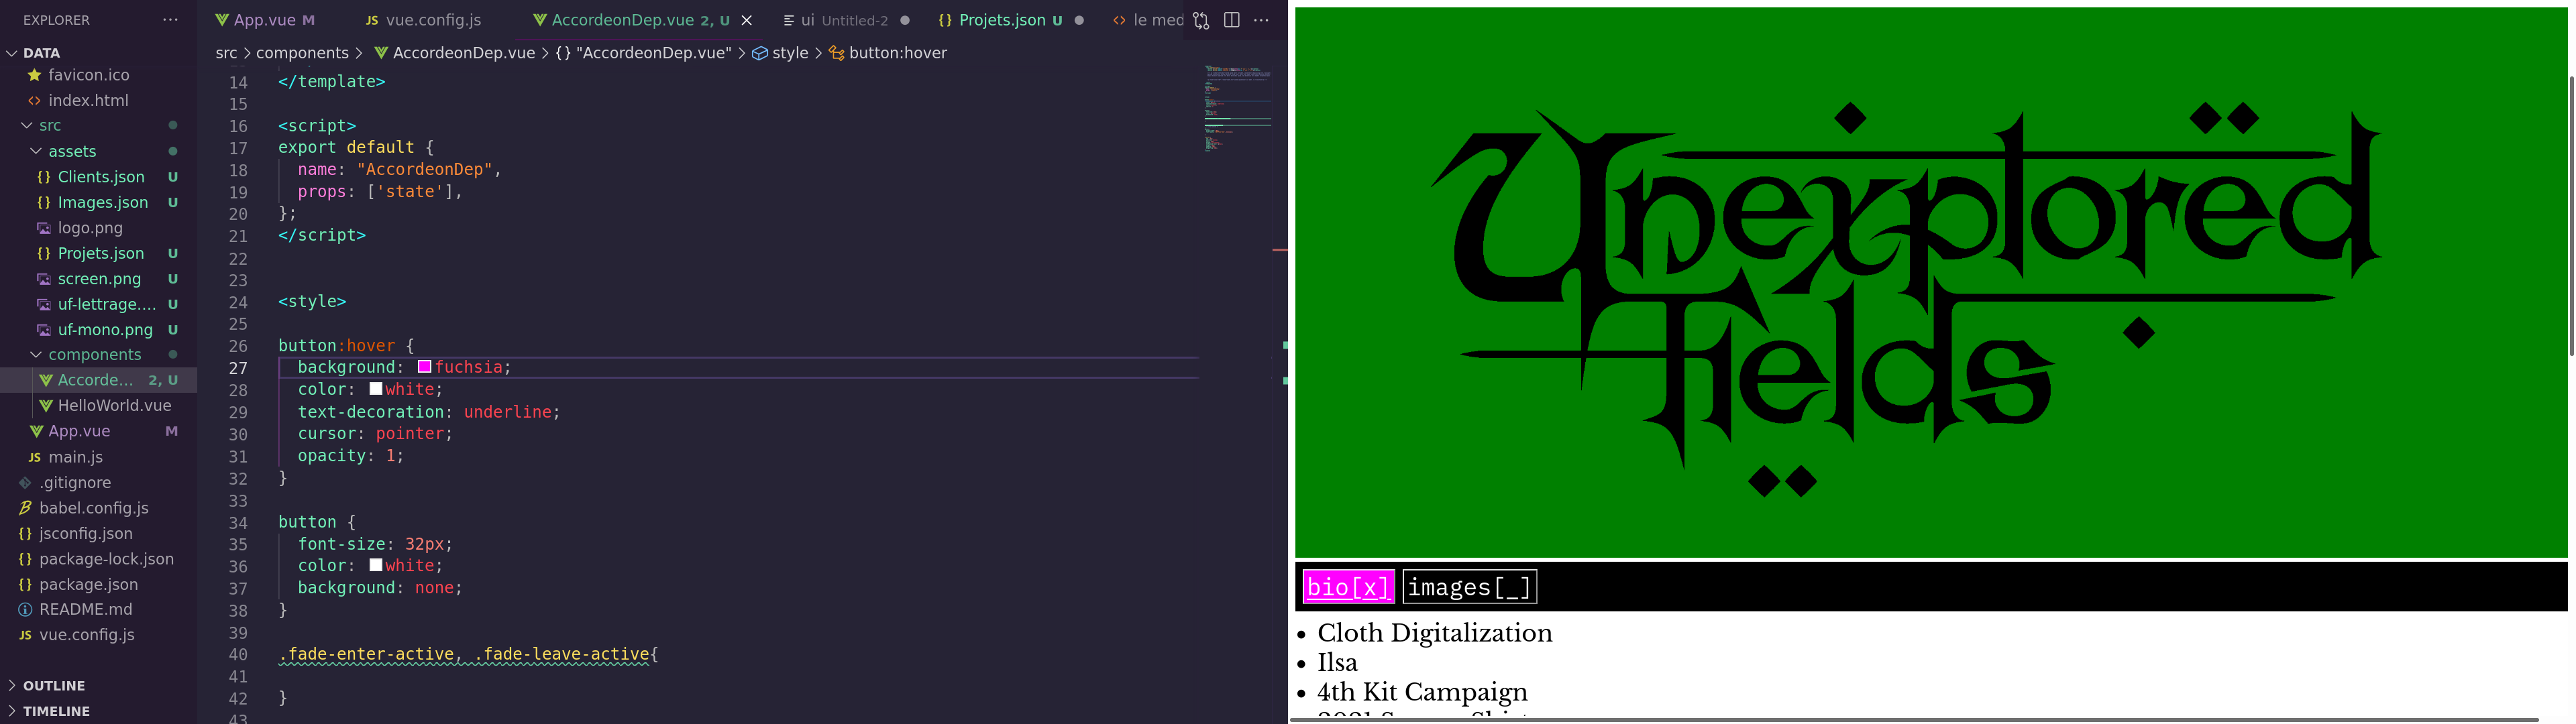 EXPLORER
DATA
favicon.ico
index.html
src
assets
Clients.json U
Images.json U
logo.png
Projets.json U
screen.png U
uf-lettrage.... U
uf-mono.png U
components
Accorde... 2, U
HelloWorld.vue
App.vue M
main.js
.gitignore
babel.config.js
jsconfig.json
package-lock.json
package.json
README.md
vue.config.js
OUTLINE
TIMELINE
App.vue M
vue.config.js
AccordeonDep.vue 2, U
ui Untitled-2
Projets.json U
le med
src > components > AccordeonDep.vue > {} "AccordeonDep.vue" > style > button:hover
14 </template>
15
16 <script>
17 export default {
18 name: "AccordeonDep",
19 props: ['state'],
20 };
21 </script>
22
23
24 <style>
25
26 button:hover {
27 background: fuchsia;
28 color: white;
29 text-decoration: underline;
30 cursor: pointer;
31 opacity: 1;
32 }
33
34 button {
35 font-size: 32px;
36 color: white;
37 background: none;
38 }
39
40 .fade-enter-active, .fade-leave-active{
41
42 }
43
Unexplored
fields
bio[x] images[_]
• Cloth Digitalization
• Ilsa
• 4th Kit Campaign